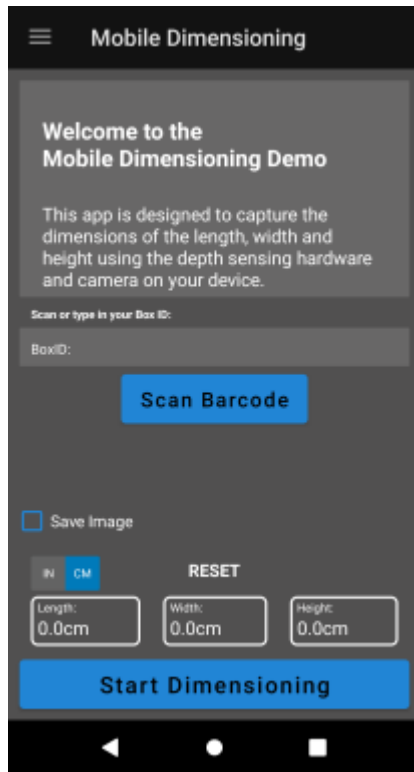 Mobile Dimensioning
Welcome to the
Mobile Dimensioning Demo
This app is designed to capture the
dimensions of the length, width and
height using the depth sensing hardware
and camera on your device.
Scan or type in your Box ID:
BoxID:
Scan Barcode
Save Image
IN CM RESET
Length: Width: Height:
0.0cm 0.0cm 0.0cm
Start Dimensioning